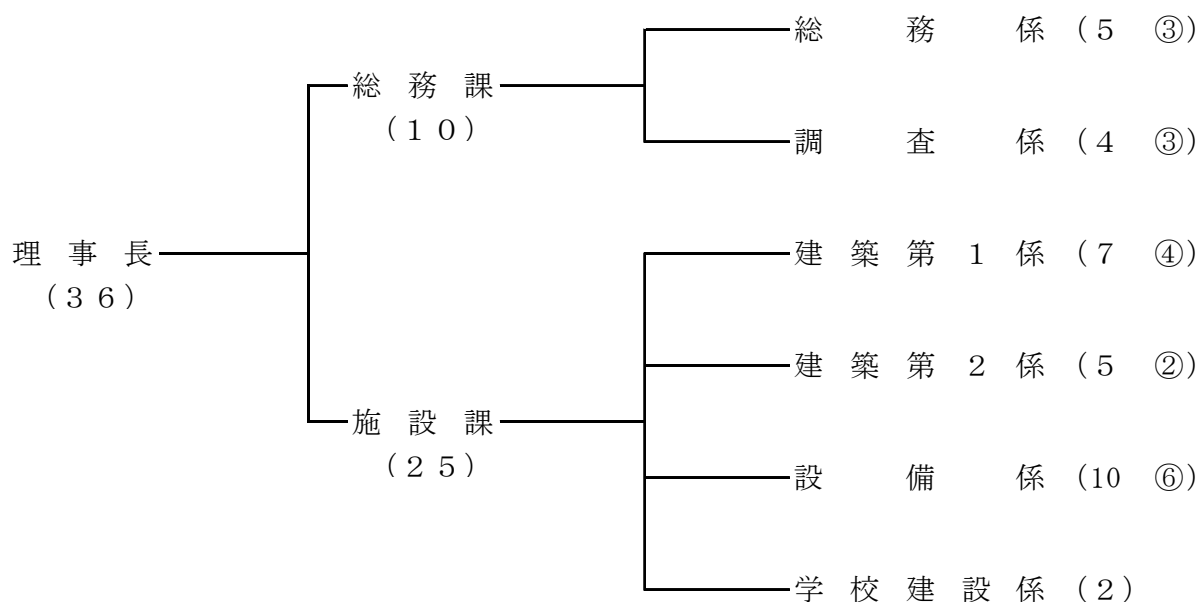 総務係(5 ③)
総務課
(10)
調査係(4 ③)
理事長
(36)
建築第1係(7 ④)
建築第2係(5 ②)
施設課
(25)
設備係(10 ⑥)
学校建設係(2)